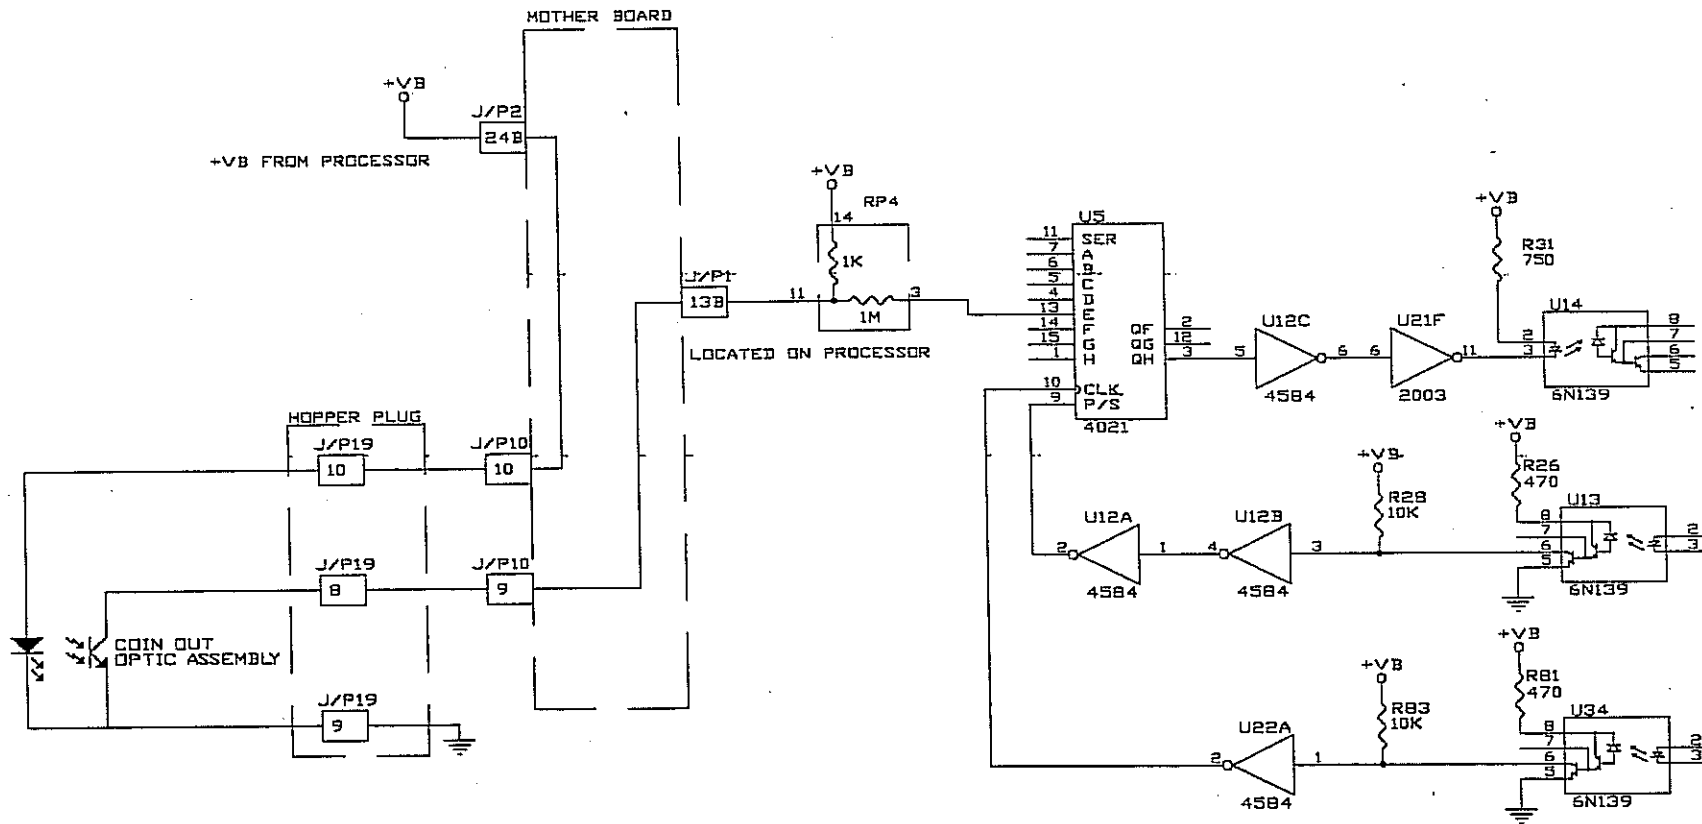 MOTHER BOARD
+VB
J/P2
24B
+VB FROM PROCESSOR
+VB
RP4
14
1K
J/P1
13B
11
3
1M
LOCATED ON PROCESSOR
U5
11 SER
7 A
6 B
5 C
4 D
13 E
14 F
15 G
1 H
QF 2
QG 12
QH 3
10 CLK
9 P/S
4021
U12C
5
6
4584
U21F
6
11
2003
+VB
R31
750
U14
2
3
8
7
6
5
6N139
HOPPER PLUG
J/P19
10
J/P10
10
J/P19
8
J/P10
9
COIN OUT
OPTIC ASSEMBLY
J/P19
9
U12A
2
1
4584
U12B
4
3
4584
+VB
R28
10K
+VB
R26
470
U13
8
7
6
5
2
3
6N139
U22A
2
1
4584
+VB
R83
10K
+VB
R81
470
U34
8
7
6
5
2
3
6N139